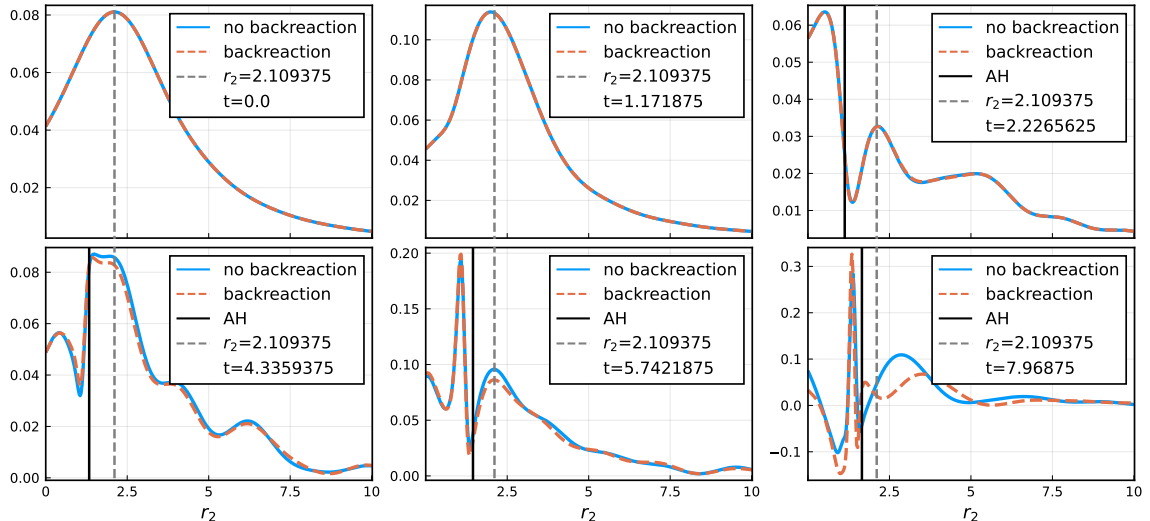 0.08
0.06
0.04
0.02
no backreaction
backreaction
r₂=2.109375
t=0.0
0.10
0.08
0.06
0.04
0.02
no backreaction
backreaction
r₂=2.109375
t=1.171875
0.06
0.05
0.04
0.03
0.02
0.01
no backreaction
backreaction
AH
r₂=2.109375
t=2.2265625
0.08
0.06
0.04
0.02
0.00
no backreaction
backreaction
AH
r₂=2.109375
t=4.3359375
0 2.5 5.0 7.5 10
r₂
0.20
0.15
0.10
0.05
0.00
no backreaction
backreaction
AH
r₂=2.109375
t=5.7421875
2.5 5.0 7.5 10
r₂
0.3
0.2
0.1
0.0
−0.1
no backreaction
backreaction
AH
r₂=2.109375
t=7.96875
2.5 5.0 7.5 10
r₂